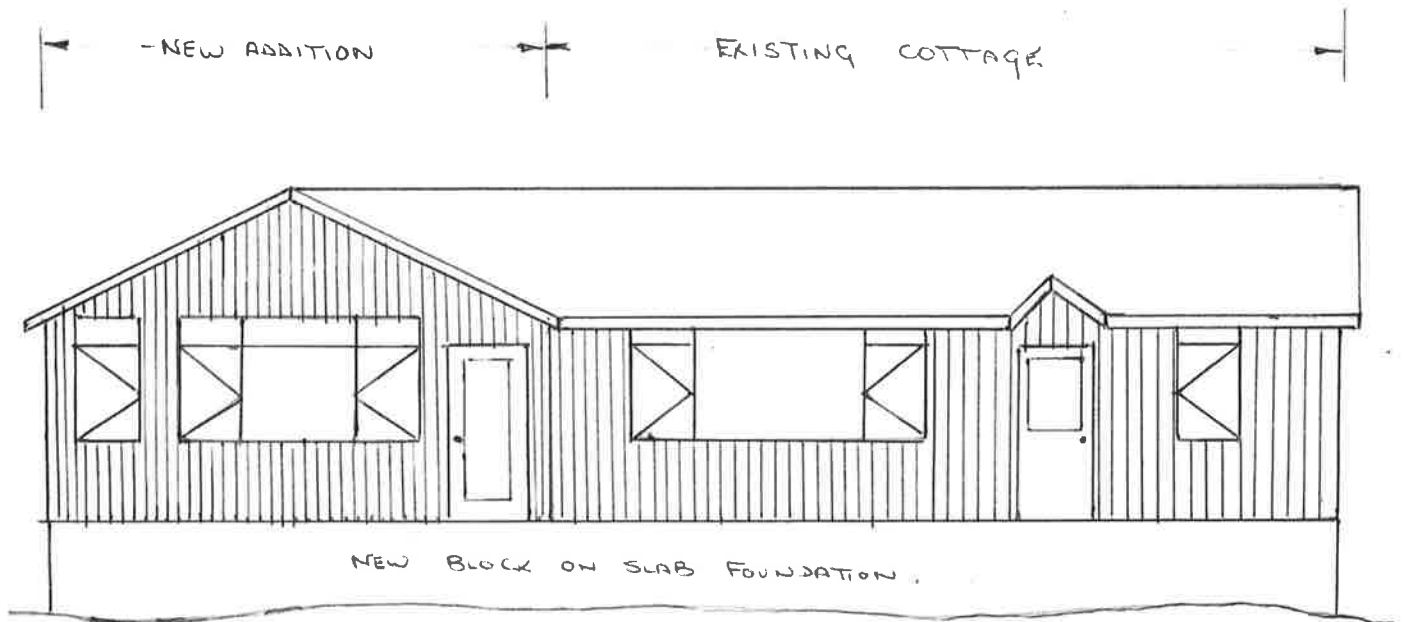 -NEW ADDITION
EXISTING COTTAGE
NEW BLOCK ON SLAB FOUNDATION.